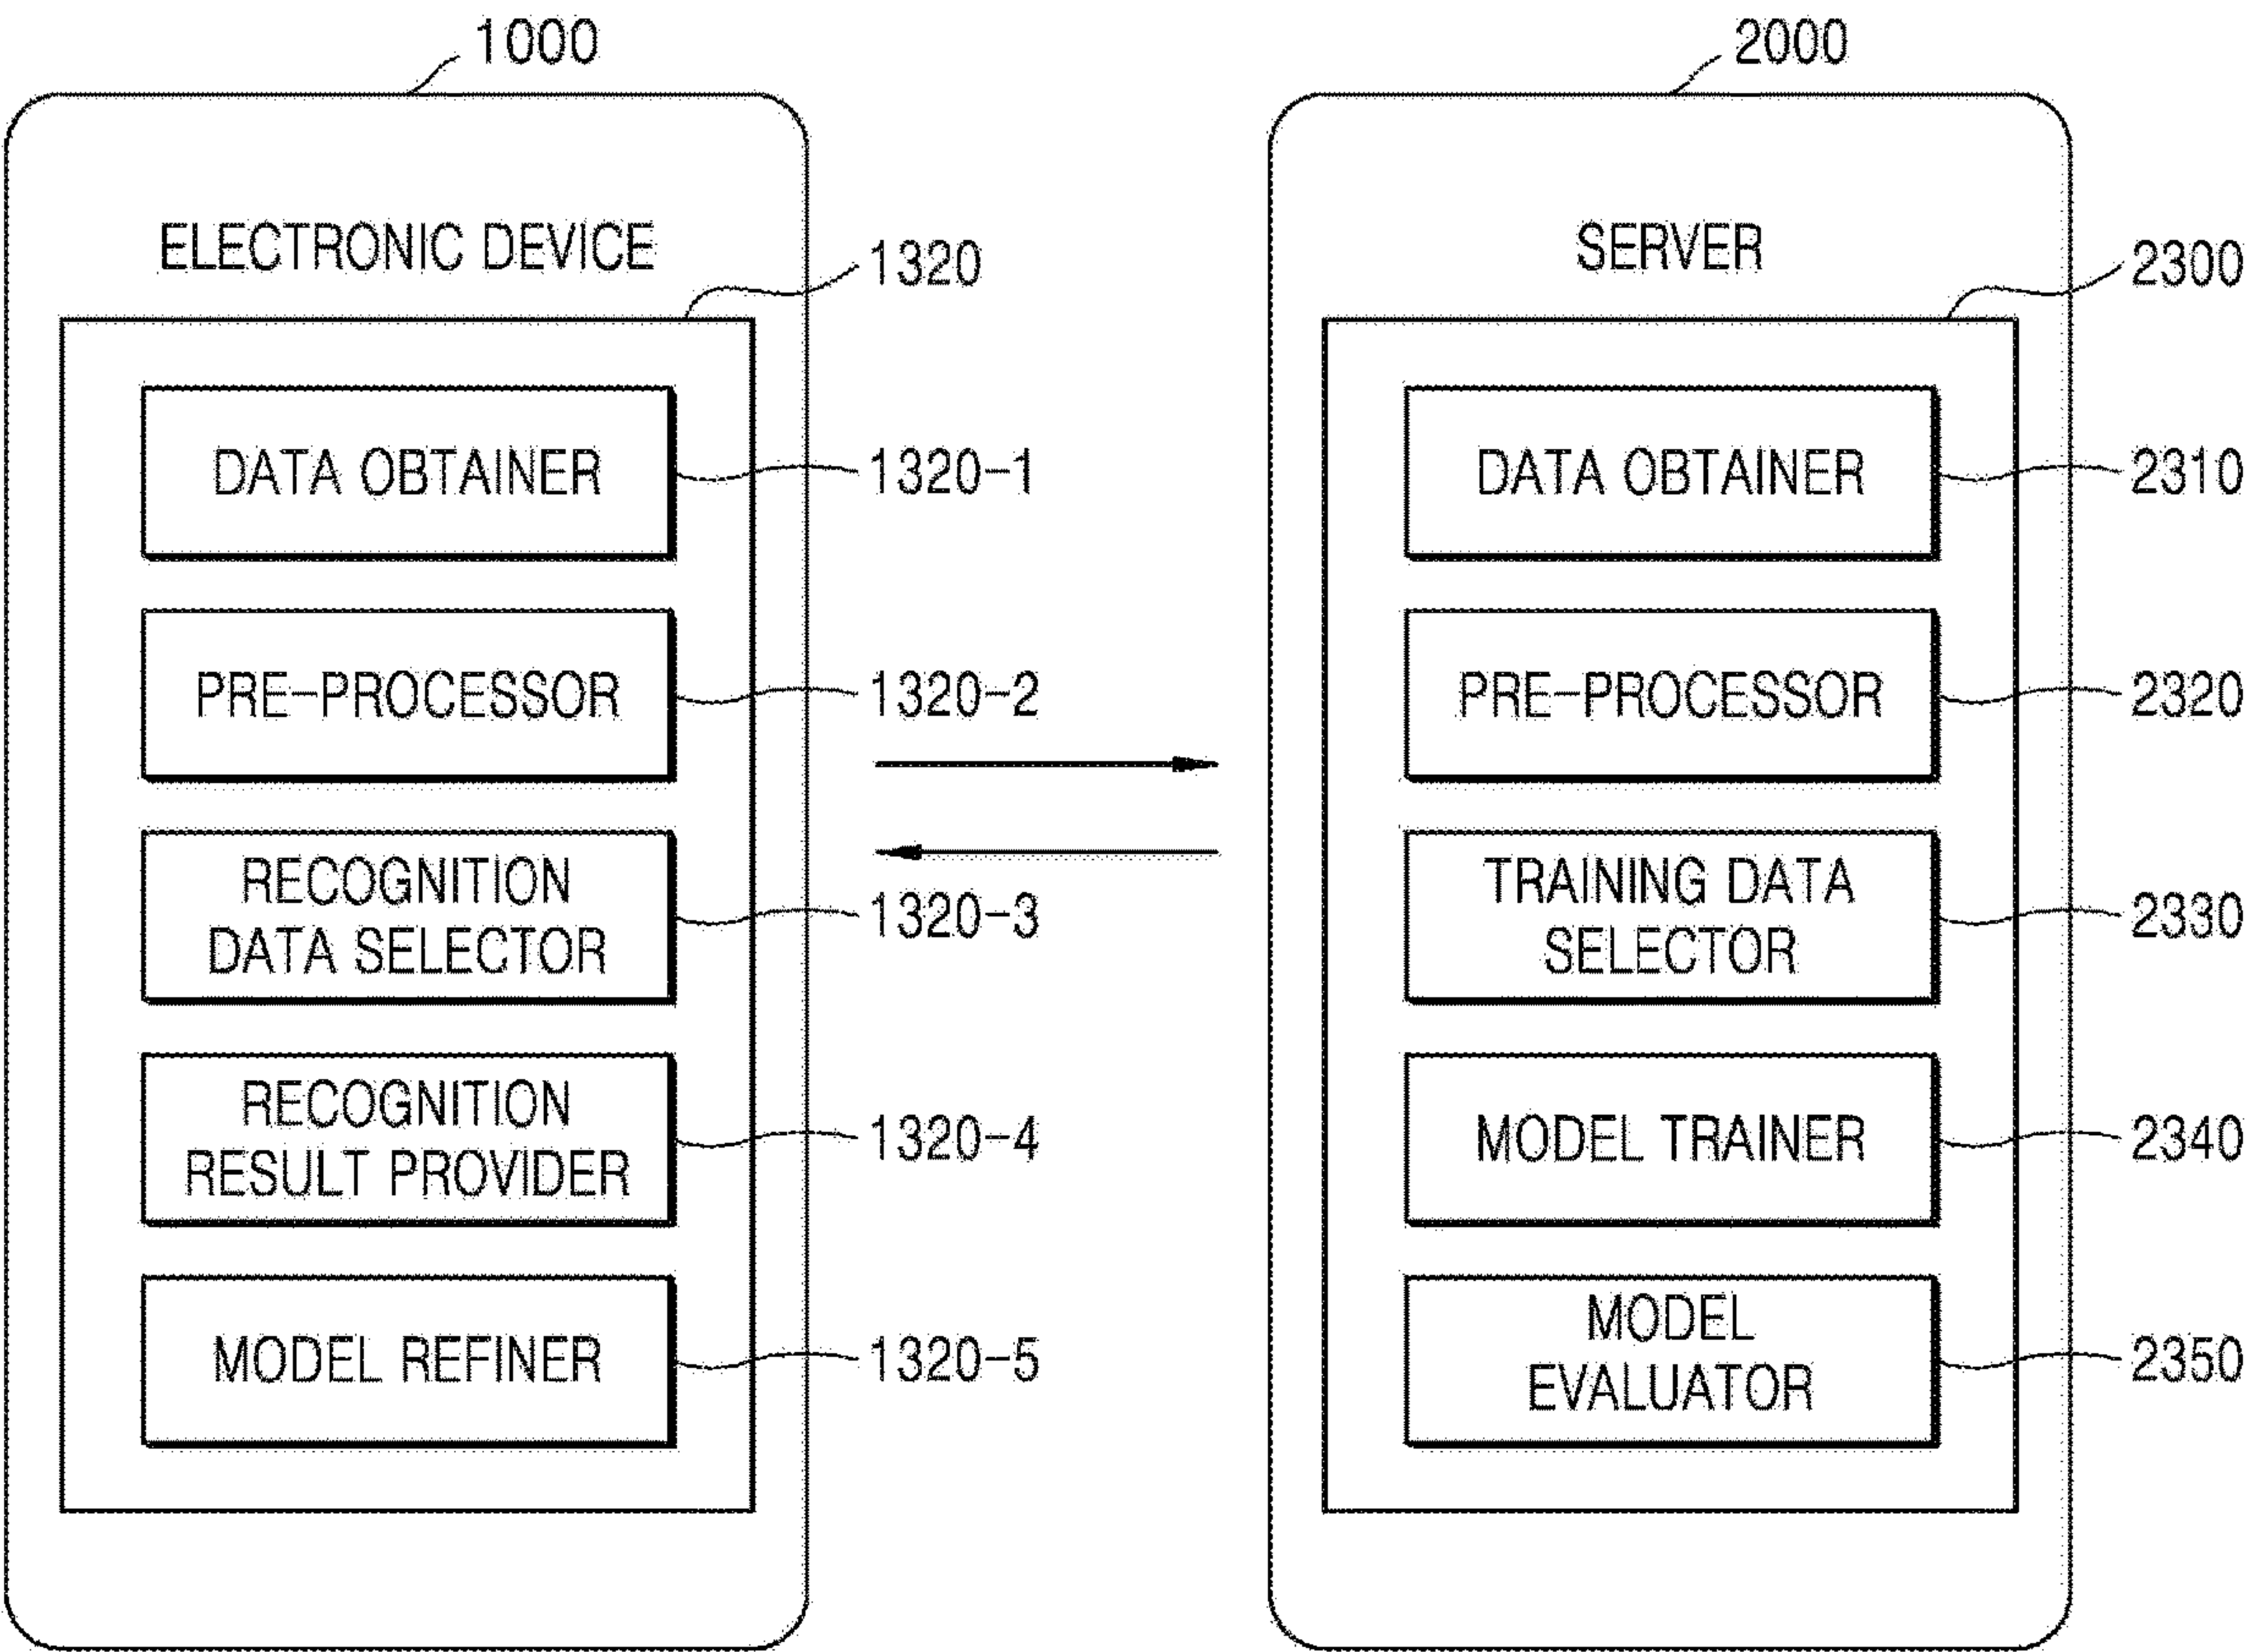 1000
ELECTRONIC DEVICE
1320
DATA OBTAINER
1320-1
PRE-PROCESSOR
1320-2
RECOGNITION
DATA SELECTOR
1320-3
RECOGNITION
RESULT PROVIDER
1320-4
MODEL REFINER
1320-5
2000
SERVER
2300
DATA OBTAINER
2310
PRE-PROCESSOR
2320
TRAINING DATA
SELECTOR
2330
MODEL TRAINER
2340
MODEL
EVALUATOR
2350